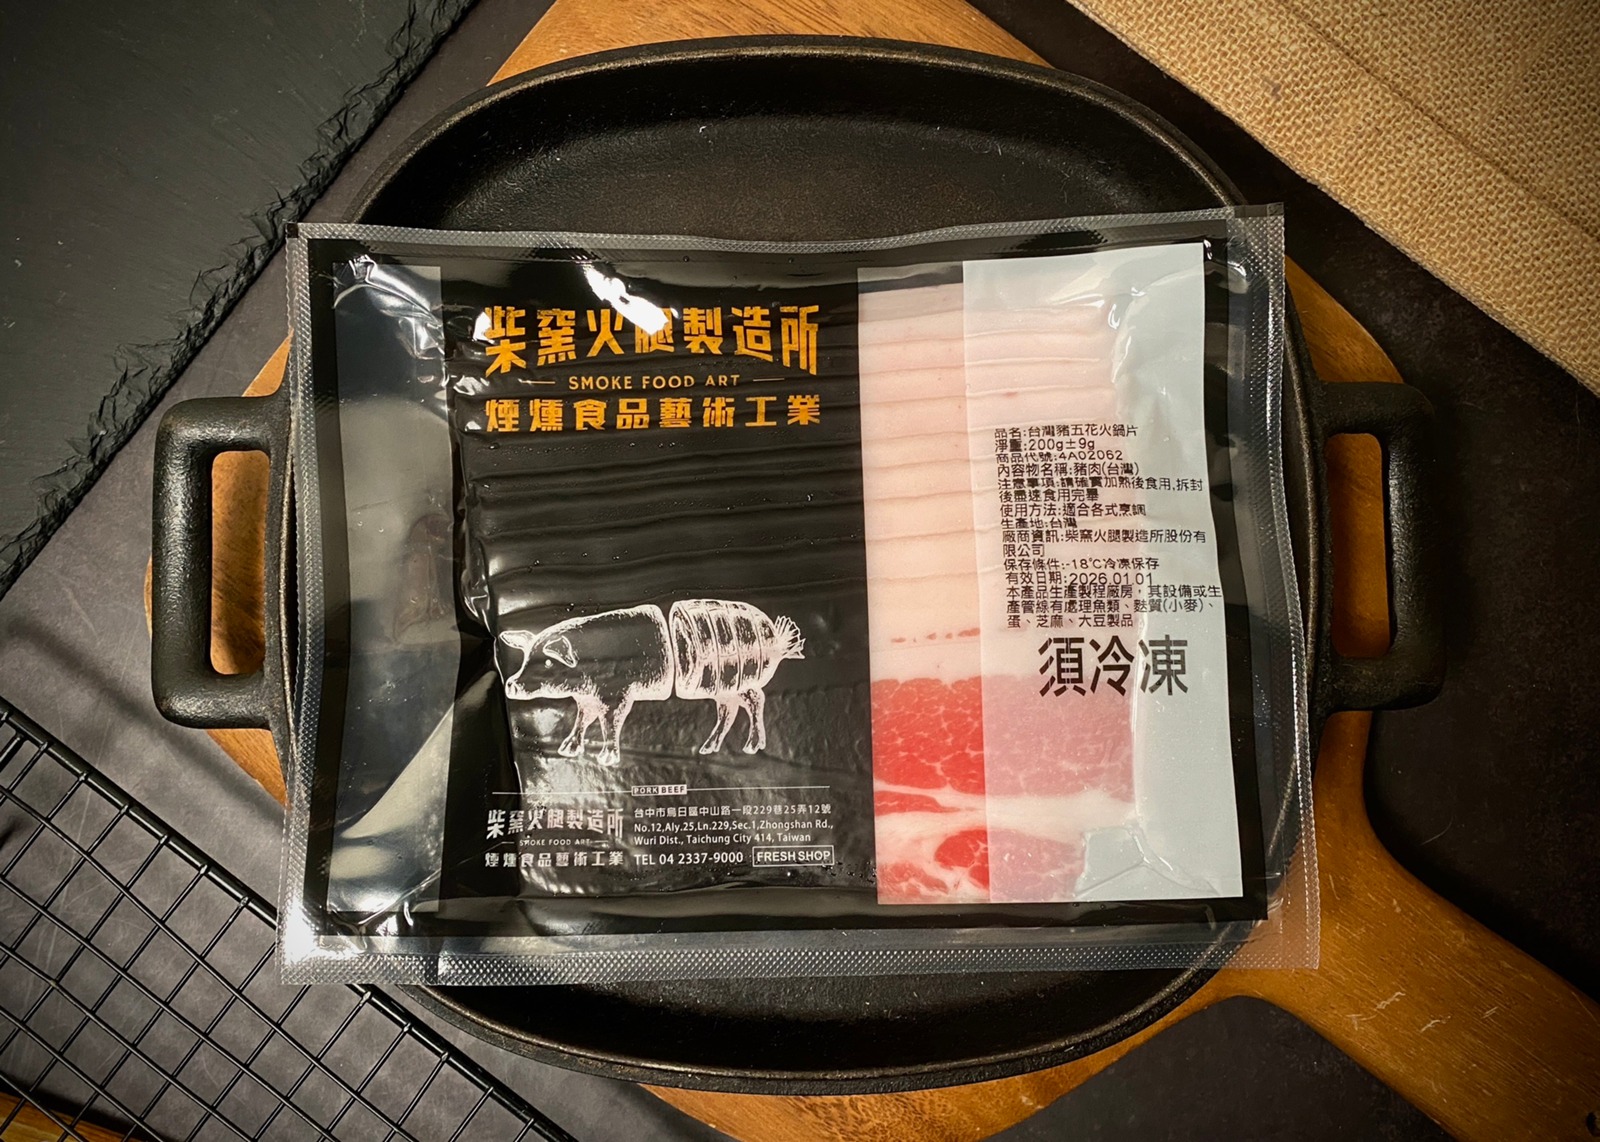 柴窯火腿製造所
SMOKE FOOD ART
煙燻食品藝術工業
品名:台灣豬五花火鍋片
淨重:200g±9g
商品代號:4A02062
內容物名稱:豬肉(台灣)
注意事項:請確實加熱後食用,拆封
後盡速食用完畢
使用方法:適合各式烹調
生產地:台灣
廠商資訊:柴窯火腿製造所股份有
限公司
保存條件:-18℃冷凍保存
有效日期:2026.01.01
本產品生產製程廠房，其設備或生
產管線有處理魚類、麩質(小麥)、
蛋、芝麻、大豆製品
須冷凍
PORK BEEF
柴窯火腿製造所
SMOKE FOOD ART
煙燻食品藝術工業
台中市烏日區中山路一段229巷25弄12號
No.12,Aly.25,Ln.229,Sec.1,Zhongshan Rd.,
Wuri Dist., Taichung City 414, Taiwan
TEL 04 2337-9000 FRESH SHOP